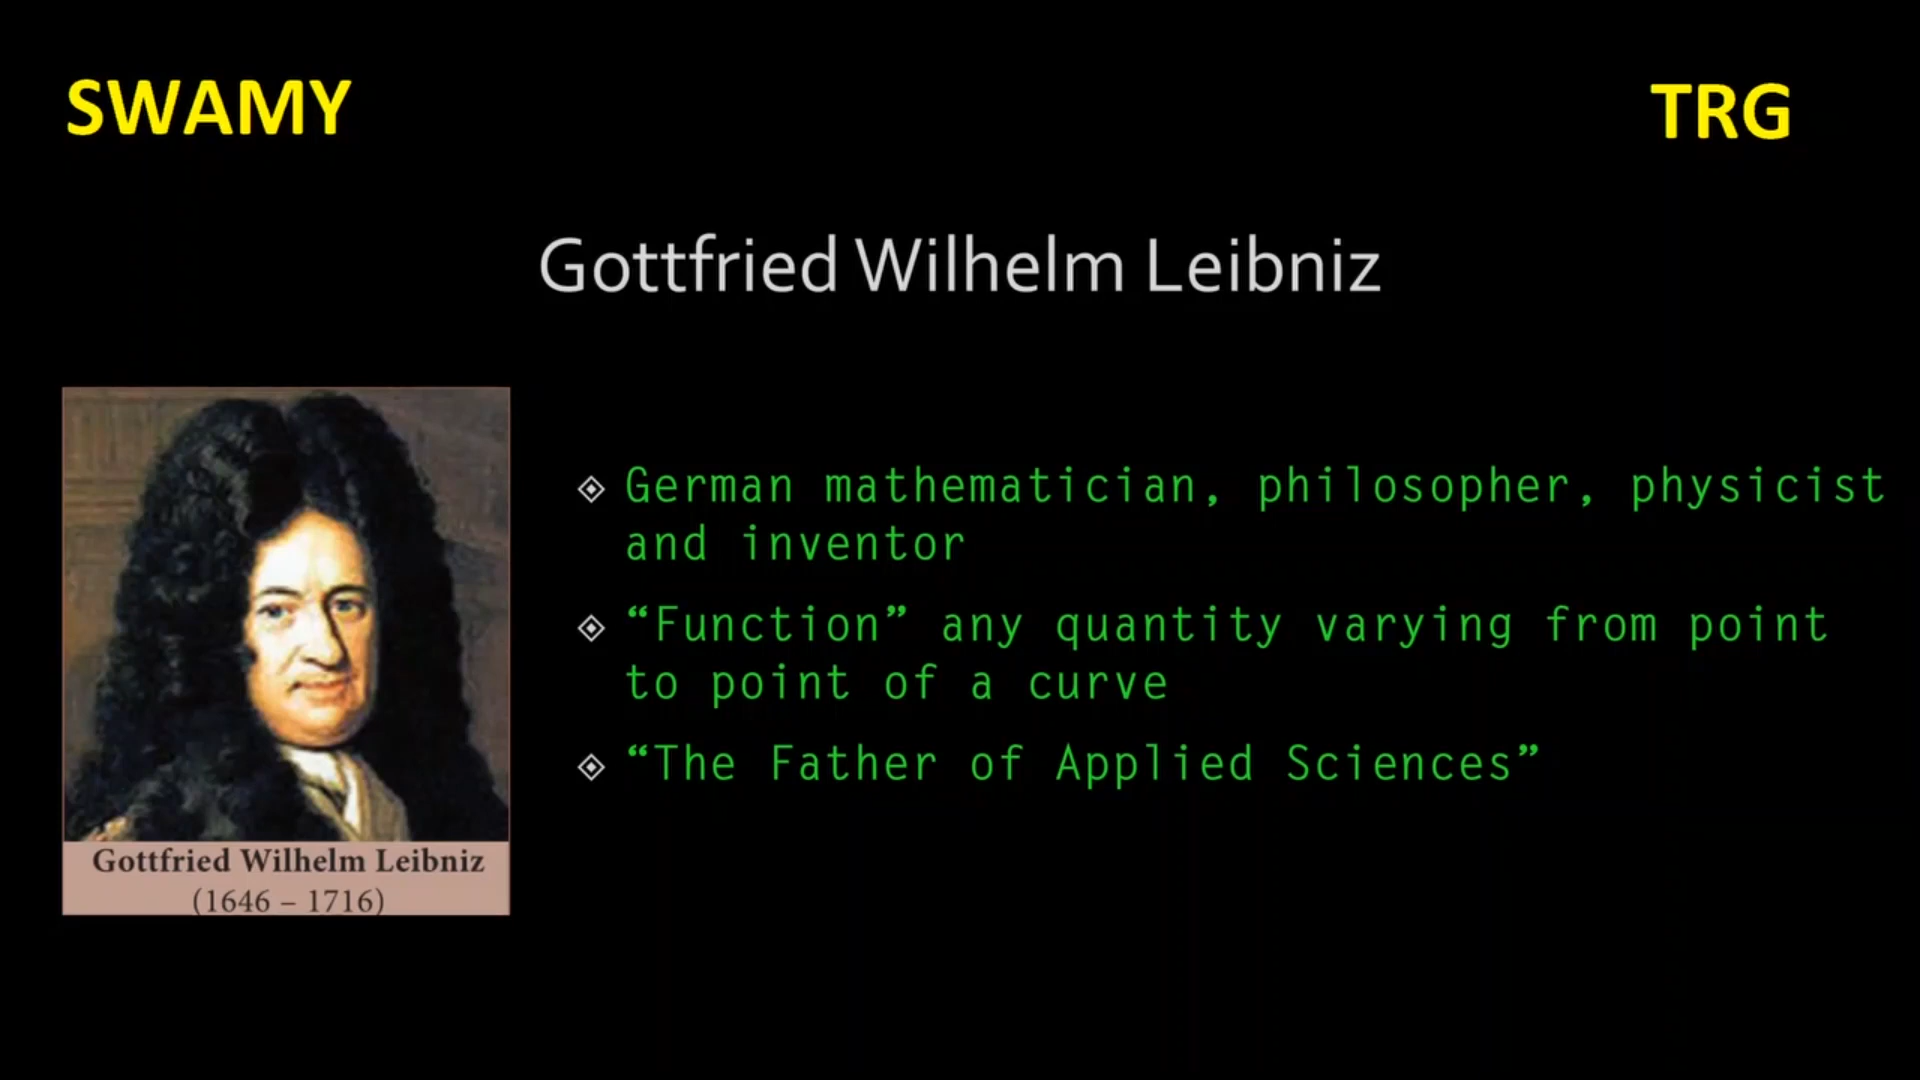 SWAMY
TRG
Gottfried Wilhelm Leibniz
German mathematician, philosopher, physicist
and inventor
“Function” any quantity varying from point
to point of a curve
“The Father of Applied Sciences”
Gottfried Wilhelm Leibniz
(1646 – 1716)